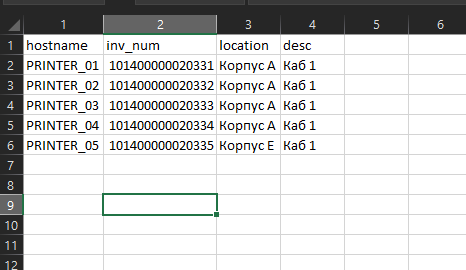 1 2 3 4 5 6
1 hostname inv_num location desc
2 PRINTER_01 101400000020331 Корпус А Каб 1
3 PRINTER_02 101400000020332 Корпус А Каб 1
4 PRINTER_03 101400000020333 Корпус А Каб 1
5 PRINTER_04 101400000020334 Корпус А Каб 1
6 PRINTER_05 101400000020335 Корпус Е Каб 1
7
8
9
10
11
12